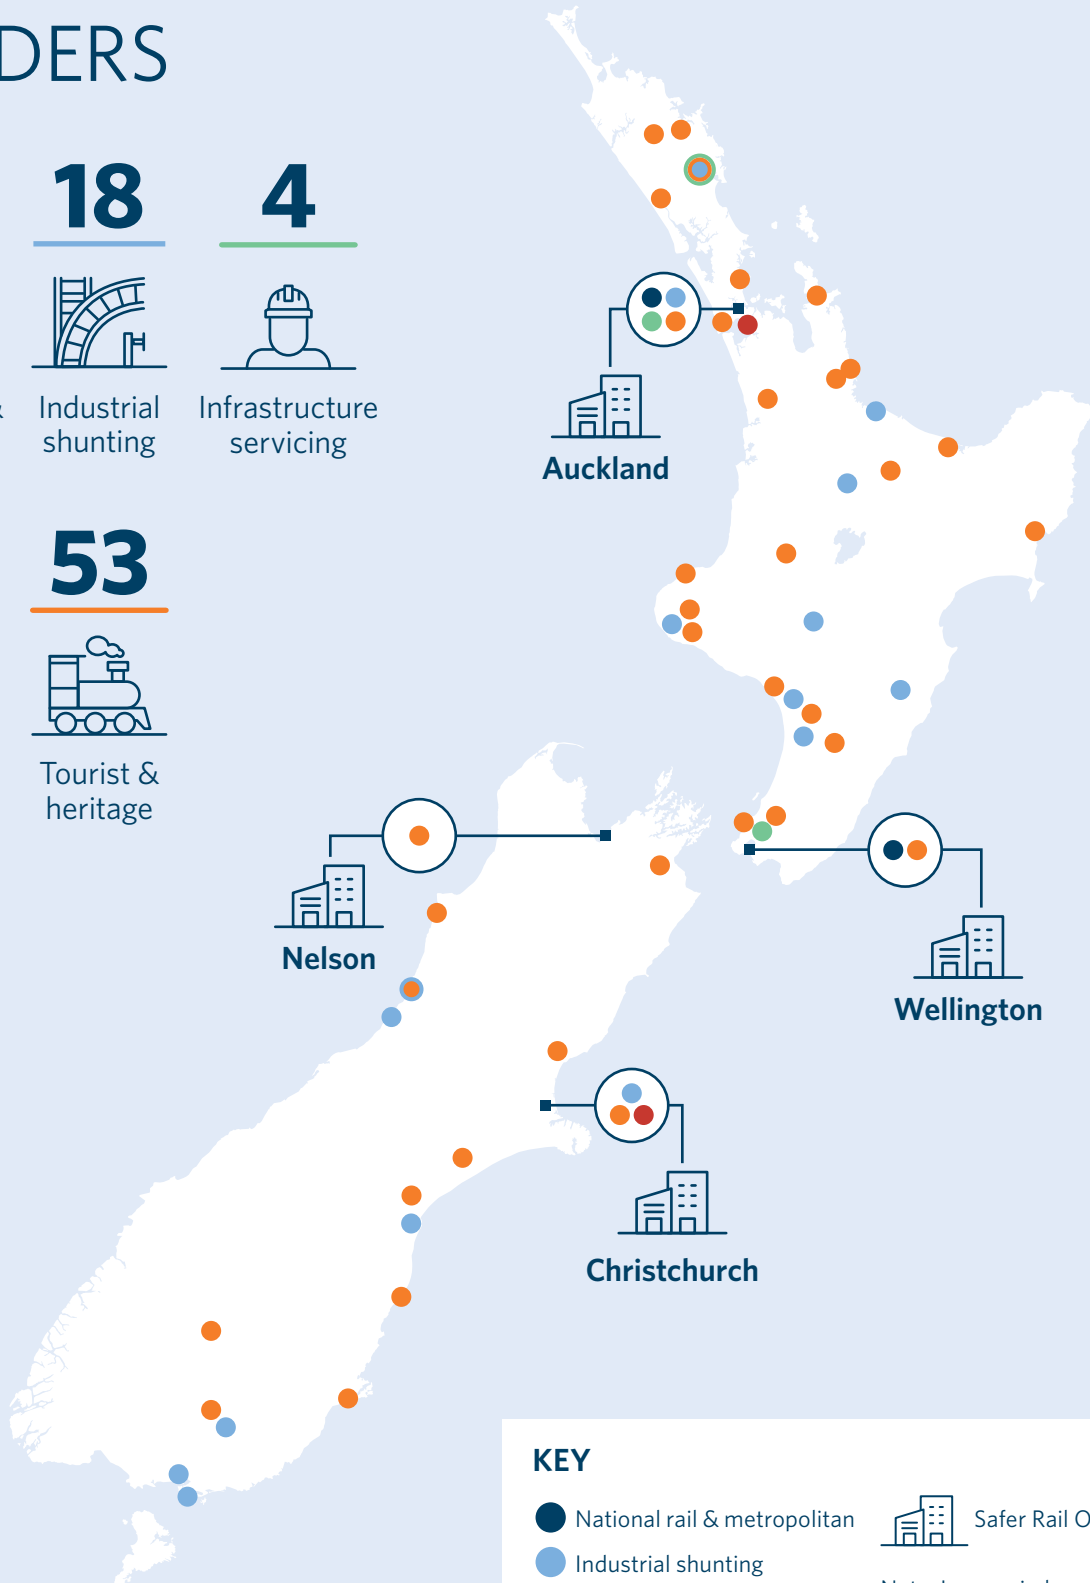 DERS
18
4
&
Industrial
shunting
Infrastructure
servicing
53
Tourist &
heritage
Auckland
Nelson
Wellington
Christchurch
KEY
National rail & metropolitan
Industrial shunting
Safer Rail O